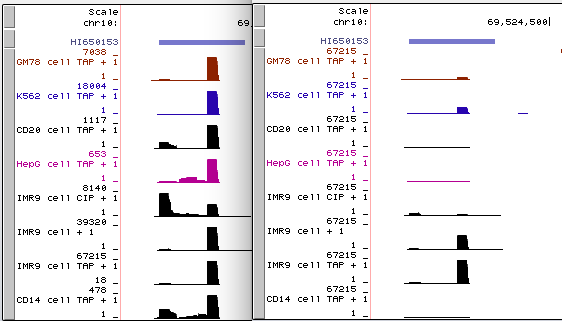 Scale
chr10: 69
HI650153
7038 _
GM78 cell TAP + 1
1 _
18004 _
K562 cell TAP + 1
1 _
1117 _
CD20 cell TAP + 1
1 _
653 _
HepG cell TAP + 1
1 _
8140 _
IMR9 cell CIP + 1
1 _
39320 _
IMR9 cell + 1
1 _
67215 _
IMR9 cell TAP + 1
18 _
478 _
CD14 cell TAP + 1
1 _
Scale
chr10: 69,524,500|
HI650153
67215 _
GM78 cell TAP + 1
1 _
67215 _
K562 cell TAP + 1
1 _
67215 _
CD20 cell TAP + 1
1 _
67215 _
HepG cell TAP + 1
1 _
67215 _
IMR9 cell CIP + 1
1 _
67215 _
IMR9 cell + 1
1 _
67215 _
IMR9 cell TAP + 1
1 _
67215 _
CD14 cell TAP + 1
1 _